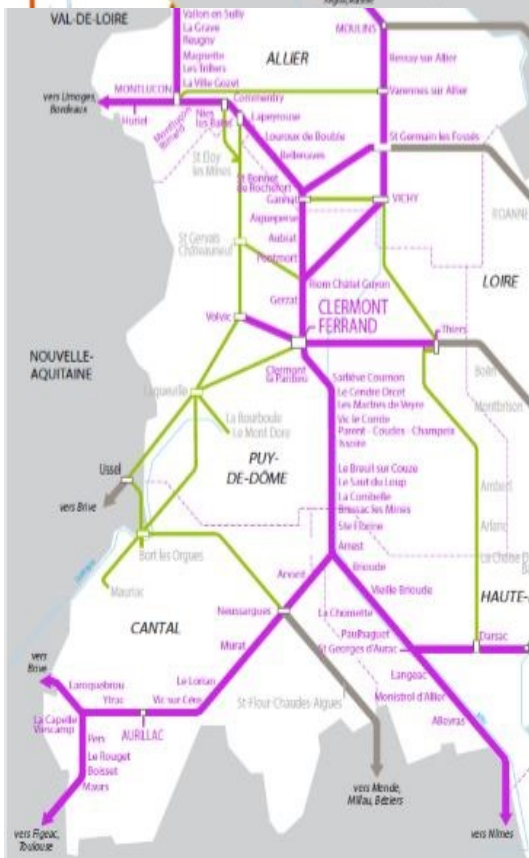 VAL-DE-LOIRE
Vallon en Sully
La Grave
Reugny
Magnette
Les Trillers
La Ville Gozet
MOULINS
ALLIER
Bessay sur Allier
Varennes sur Allier
MONTLUCON
vers Limoges,
Bordeaux
Huriel
Commentry
Lapeyrouse
Louroux de Bouble
Bellenaves
St Germain les Fossés
St Eloy
les Mines
St Bonnet
de Rochefort
Gannat
VICHY
ROANNE
Aigueperse
Aubiat
Pontmort
St Gervais
Châteauneuf
Riom Châtel Guyon
LOIRE
Gerzat
Volvic
CLERMONT
FERRAND
Thiers
NOUVELLE-
AQUITAINE
Clermont
la Pardieu
Boën
Montbrison
Sarliève Cournon
Le Cendre Orcet
Les Martres de Veyre
Vic le Comte
Parent - Coudes - Champeix
Issoire
Laqueuille
La Bourboule
Le Mont Dore
PUY-
DE-DÔME
Le Breuil sur Couze
Le Saut du Loup
La Combelle
Brassac les Mines
Ste Florine
Arvant
Ussel
vers Brive
Ambert
Arlanc
Bort les Orgues
Mauriac
Brioude
Vieille Brioude
HAUTE-
Neussargues
La Chomette
Paulhaguet
St Georges d'Aurac
Darsac
CANTAL
Murat
Langeac
Monistrol d'Allier
Alleyras
vers
Brive
Laroquebrou
Ytrac
Le Lioran
Vic sur Cère
St-Flour-Chaudes-Aigues
La Capelle
Viescamp
AURILLAC
Pers
Le Rouget
Boisset
Maurs
vers Figeac,
Toulouse
vers Mende,
Millau, Béziers
vers Nîmes